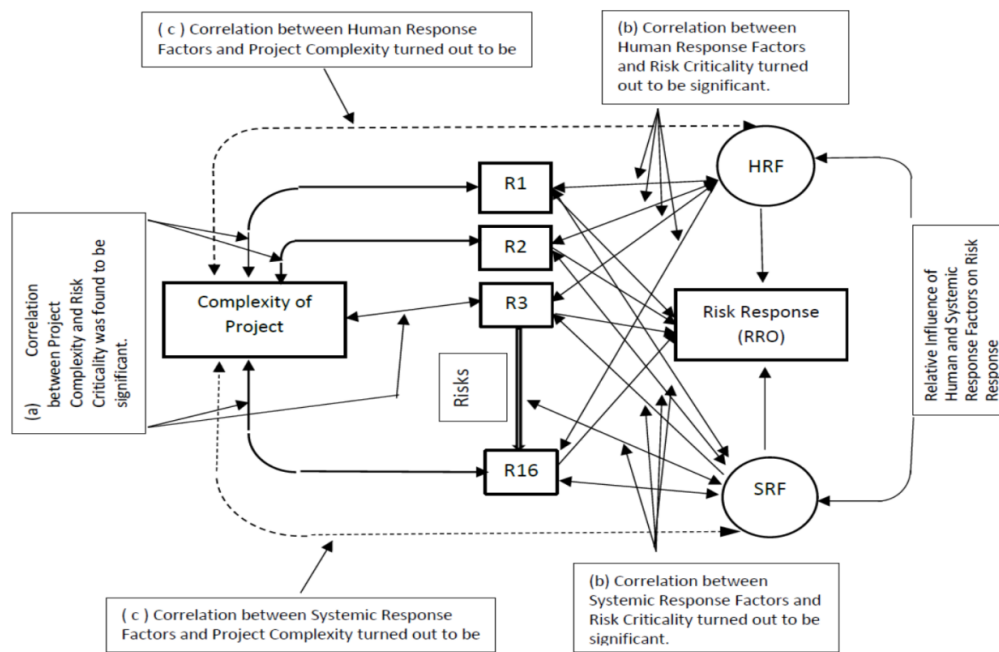 ( c ) Correlation between Human Response
Factors and Project Complexity turned out to be
(b) Correlation between
Human Response Factors
and Risk Criticality turned
out to be significant.
HRF
R1
R2
R3
Complexity of
Project
(a) Correlation
between Project
Complexity and Risk
Criticality was found to be
significant.
Risks
Risk Response
(RRO)
Relative Influence of
Human and Systemic
Response Factors on Risk
Response
R16
SRF
( c ) Correlation between Systemic Response
Factors and Project Complexity turned out to be
(b) Correlation between
Systemic Response Factors and
Risk Criticality turned out to be
significant.